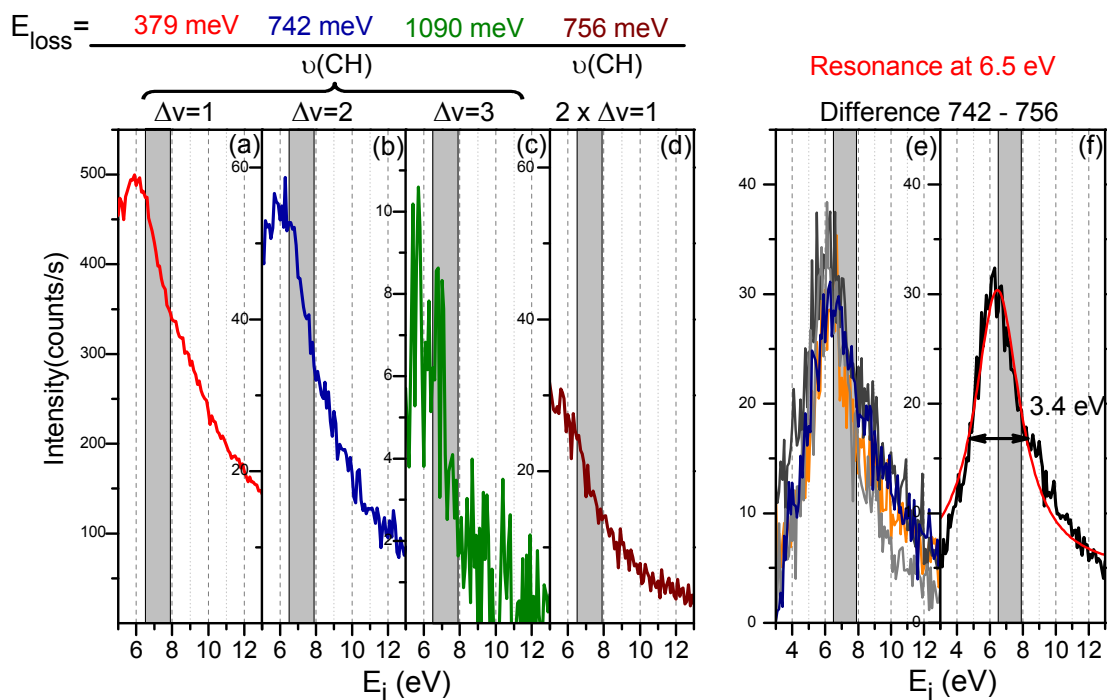 E_loss= 379 meV 742 meV 1090 meV 756 meV
υ(CH) υ(CH)
Resonance at 6.5 eV
Δv=1 Δv=2 Δv=3 2 x Δv=1
Difference 742 - 756
(a) (b) (c) (d) (e) (f)
Intensity(counts/s)
500
400
300
200
100
60
40
20
10
8
6
4
2
40
20
40
30
20
10
0
40
30
20
10
0
3.4 eV
6 8 10 12 6 8 10 12 6 8 10 12 6 8 10 12 4 6 8 10 12 4 6 8 10 12
E_i (eV) E_i (eV)